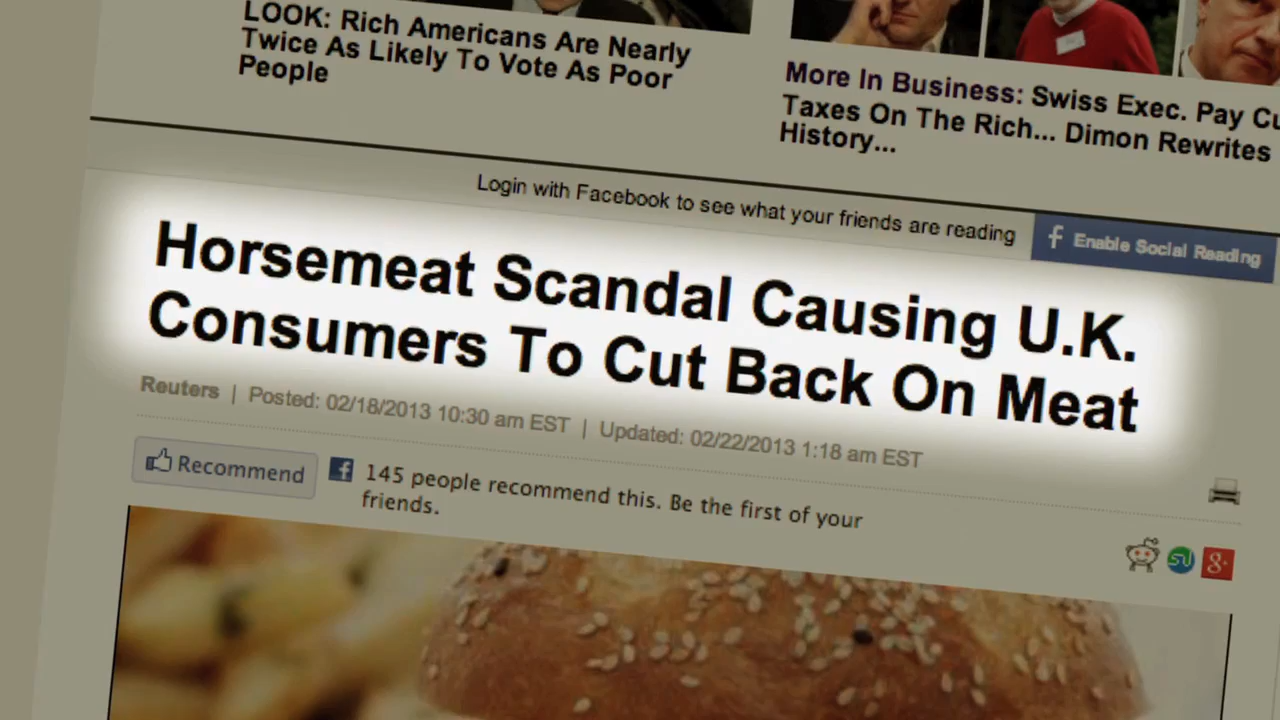 LOOK: Rich Americans Are Nearly
Twice As Likely To Vote As Poor
People
More In Business: Swiss Exec. Pay Cu
Taxes On The Rich... Dimon Rewrites
History...
Login with Facebook to see what your friends are reading
f Enable Social Reading
Horsemeat Scandal Causing U.K.
Consumers To Cut Back On Meat
Reuters | Posted: 02/18/2013 10:30 am EST | Updated: 02/22/2013 1:18 am EST
Recommend
f 145 people recommend this. Be the first of your
friends.